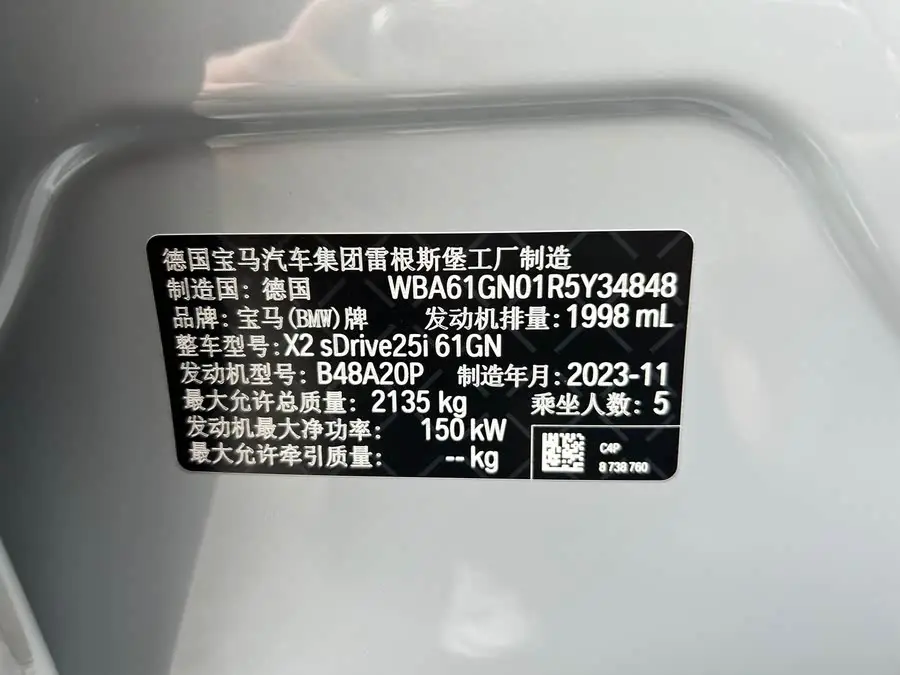 德国宝马汽车集团雷根斯堡工厂制造
制造国: 德国 WBA61GN01R5Y34848
品牌: 宝马(BMW)牌 发动机排量: 1998 mL
整车型号: X2 sDrive25i 61GN
发动机型号: B48A20P 制造年月: 2023-11
最大允许总质量: 2135 kg 乘坐人数: 5
发动机最大净功率: 150 kW
最大允许牵引质量: -- kg
C4P
8 738 760